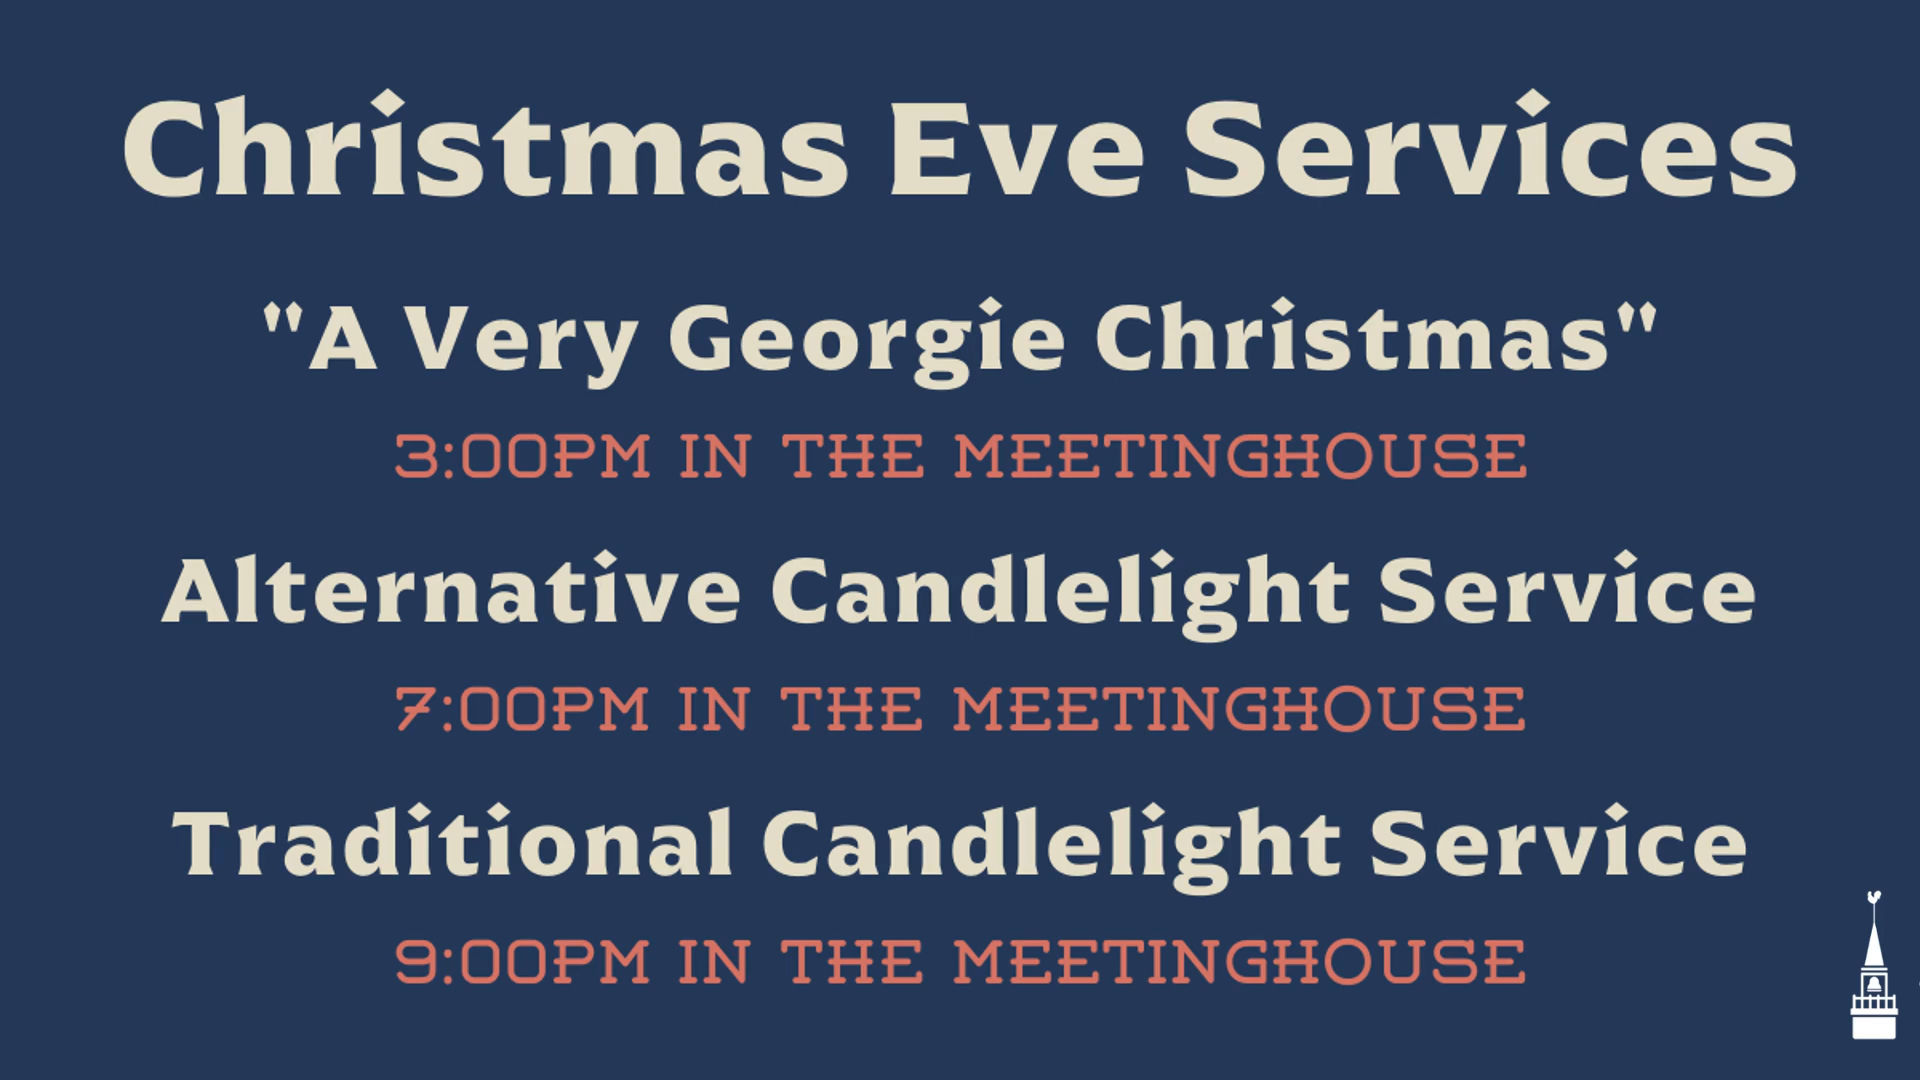 Christmas Eve Services
"A Very Georgie Christmas"
3:00PM IN THE MEETINGHOUSE
Alternative Candlelight Service
7:00PM IN THE MEETINGHOUSE
Traditional Candlelight Service
9:00PM IN THE MEETINGHOUSE